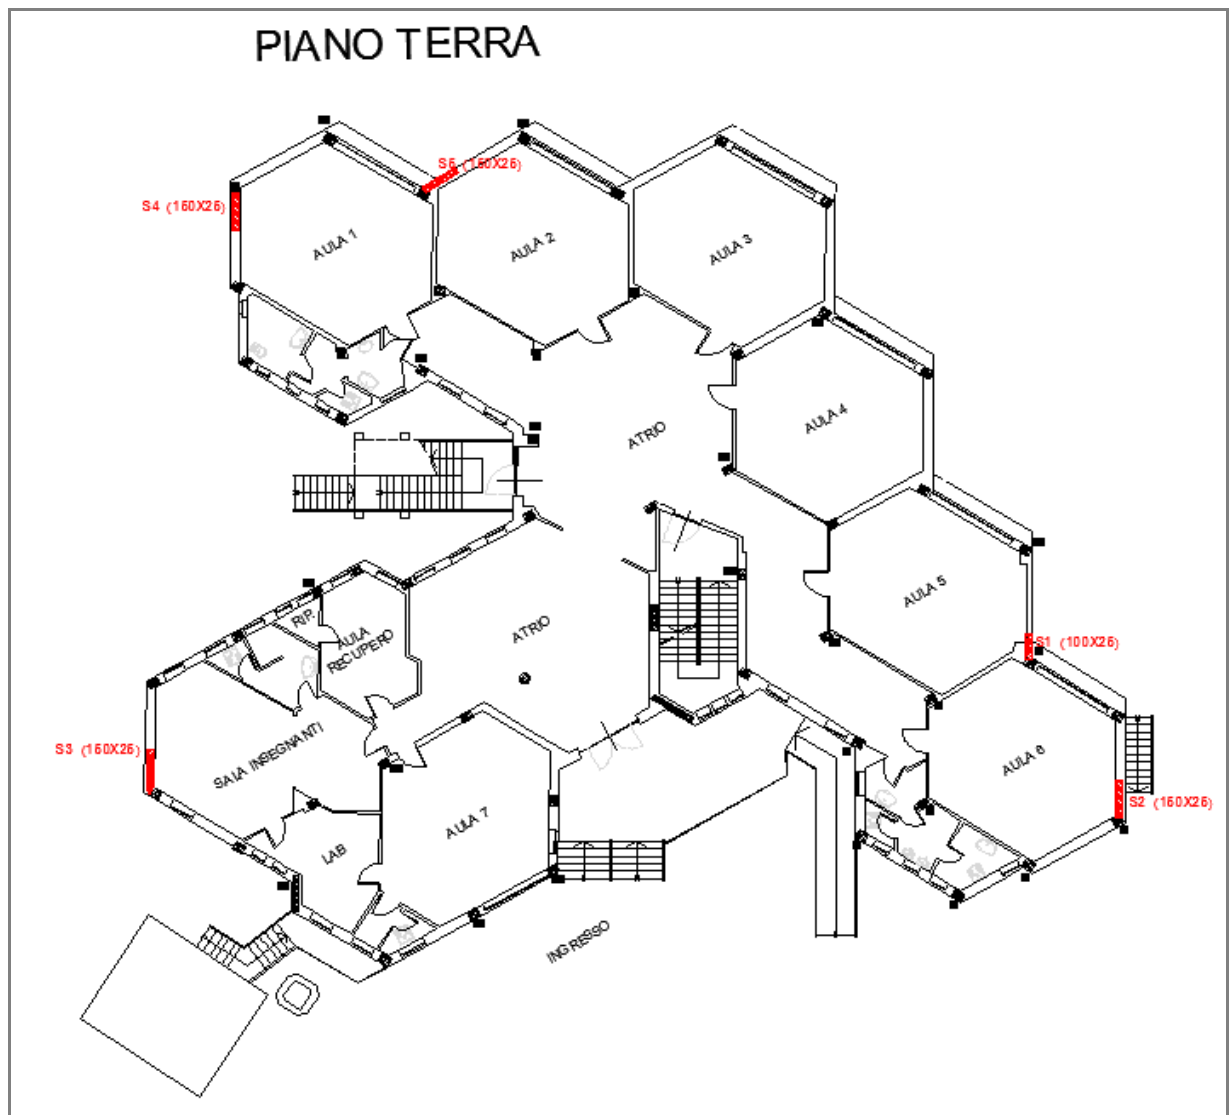 PIANO TERRA
S5 (150X25)
S4 (150X25)
AULA 1
AULA 2
AULA 3
AULA 4
ATRIO
AULA 5
RIP.
AULA
RECUPERO
ATRIO
S1 (100X25)
SALA INSEGNANTI
S3 (150X25)
AULA 6
S2 (150X25)
AULA 7
LAB
INGRESSO